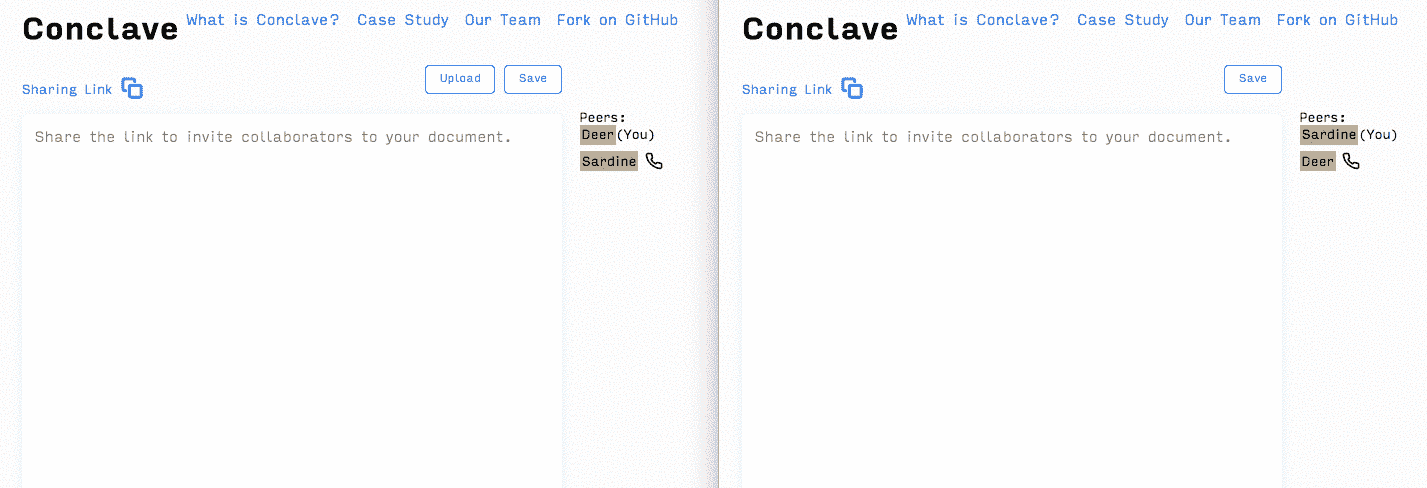 Conclave What is Conclave? Case Study Our Team Fork on GitHub
Sharing Link Upload Save
Share the link to invite collaborators to your document.
Peers:
Deer(You)
Sardine
Conclave What is Conclave? Case Study Our Team Fork on GitHub
Sharing Link Save
Share the link to invite collaborators to your document.
Peers:
Sardine(You)
Deer